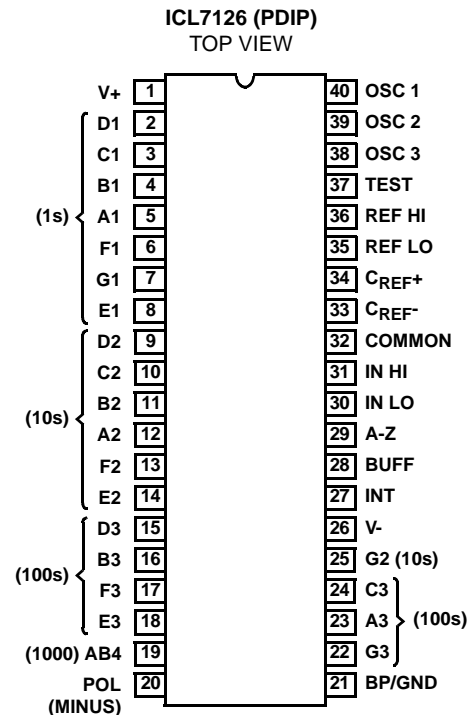 ICL7126 (PDIP)
TOP VIEW
V+ 1 40 OSC 1
D1 2 39 OSC 2
C1 3 38 OSC 3
B1 4 37 TEST
(1s) A1 5 36 REF HI
F1 6 35 REF LO
G1 7 34 CREF+
E1 8 33 CREF-
D2 9 32 COMMON
C2 10 31 IN HI
B2 11 30 IN LO
(10s) A2 12 29 A-Z
F2 13 28 BUFF
E2 14 27 INT
D3 15 26 V-
B3 16 25 G2 (10s)
(100s) F3 17 24 C3
E3 18 23 A3 (100s)
(1000) AB4 19 22 G3
POL 20 21 BP/GND
(MINUS)